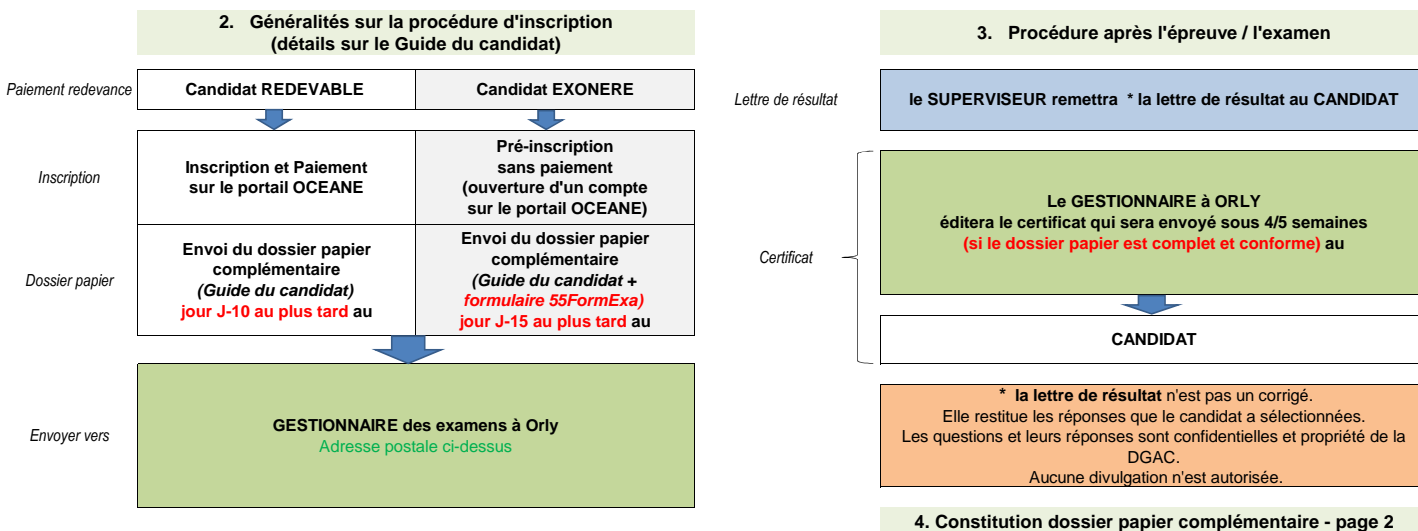 2. Généralités sur la procédure d'inscription
(détails sur le Guide du candidat)
Paiement redevance
Candidat REDEVABLE
Candidat EXONERE
Inscription
Inscription et Paiement
sur le portail OCEANE
Pré-inscription
sans paiement
(ouverture d'un compte
sur le portail OCEANE)
Dossier papier
Envoi du dossier papier
complémentaire
(Guide du candidat)
jour J-10 au plus tard au
Envoi du dossier papier
complémentaire
(Guide du candidat +
formulaire 55FormExa)
jour J-15 au plus tard au
Envoyer vers
GESTIONNAIRE des examens à Orly
Adresse postale ci-dessus
3. Procédure après l'épreuve / l'examen
Lettre de résultat
le SUPERVISEUR remettra * la lettre de résultat au CANDIDAT
Certificat
Le GESTIONNAIRE à ORLY
éditera le certificat qui sera envoyé sous 4/5 semaines
(si le dossier papier est complet et conforme) au
CANDIDAT
* la lettre de résultat n'est pas un corrigé.
Elle restitue les réponses que le candidat a sélectionnées.
Les questions et leurs réponses sont confidentielles et propriété de la
DGAC.
Aucune divulgation n'est autorisée.
4. Constitution dossier papier complémentaire - page 2